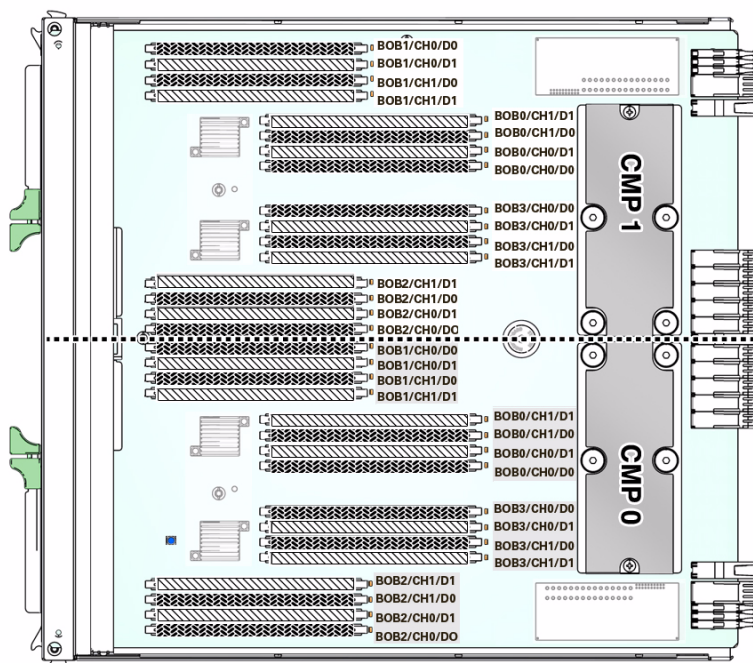 BOB1/CH0/D0
BOB1/CH0/D1
BOB1/CH1/D0
BOB1/CH1/D1
BOB0/CH1/D1
BOB0/CH1/D0
BOB0/CH0/D1
BOB0/CH0/D0
CMP 1
BOB3/CH0/D0
BOB3/CH0/D1
BOB3/CH1/D0
BOB3/CH1/D1
BOB2/CH1/D1
BOB2/CH1/D0
BOB2/CH0/D1
BOB2/CH0/DO
BOB1/CH0/D0
BOB1/CH0/D1
BOB1/CH1/D0
BOB1/CH1/D1
BOB0/CH1/D1
BOB0/CH1/D0
BOB0/CH0/D1
BOB0/CH0/D0
CMP 0
BOB3/CH0/D0
BOB3/CH0/D1
BOB3/CH1/D0
BOB3/CH1/D1
BOB2/CH1/D1
BOB2/CH1/D0
BOB2/CH0/D1
BOB2/CH0/DO